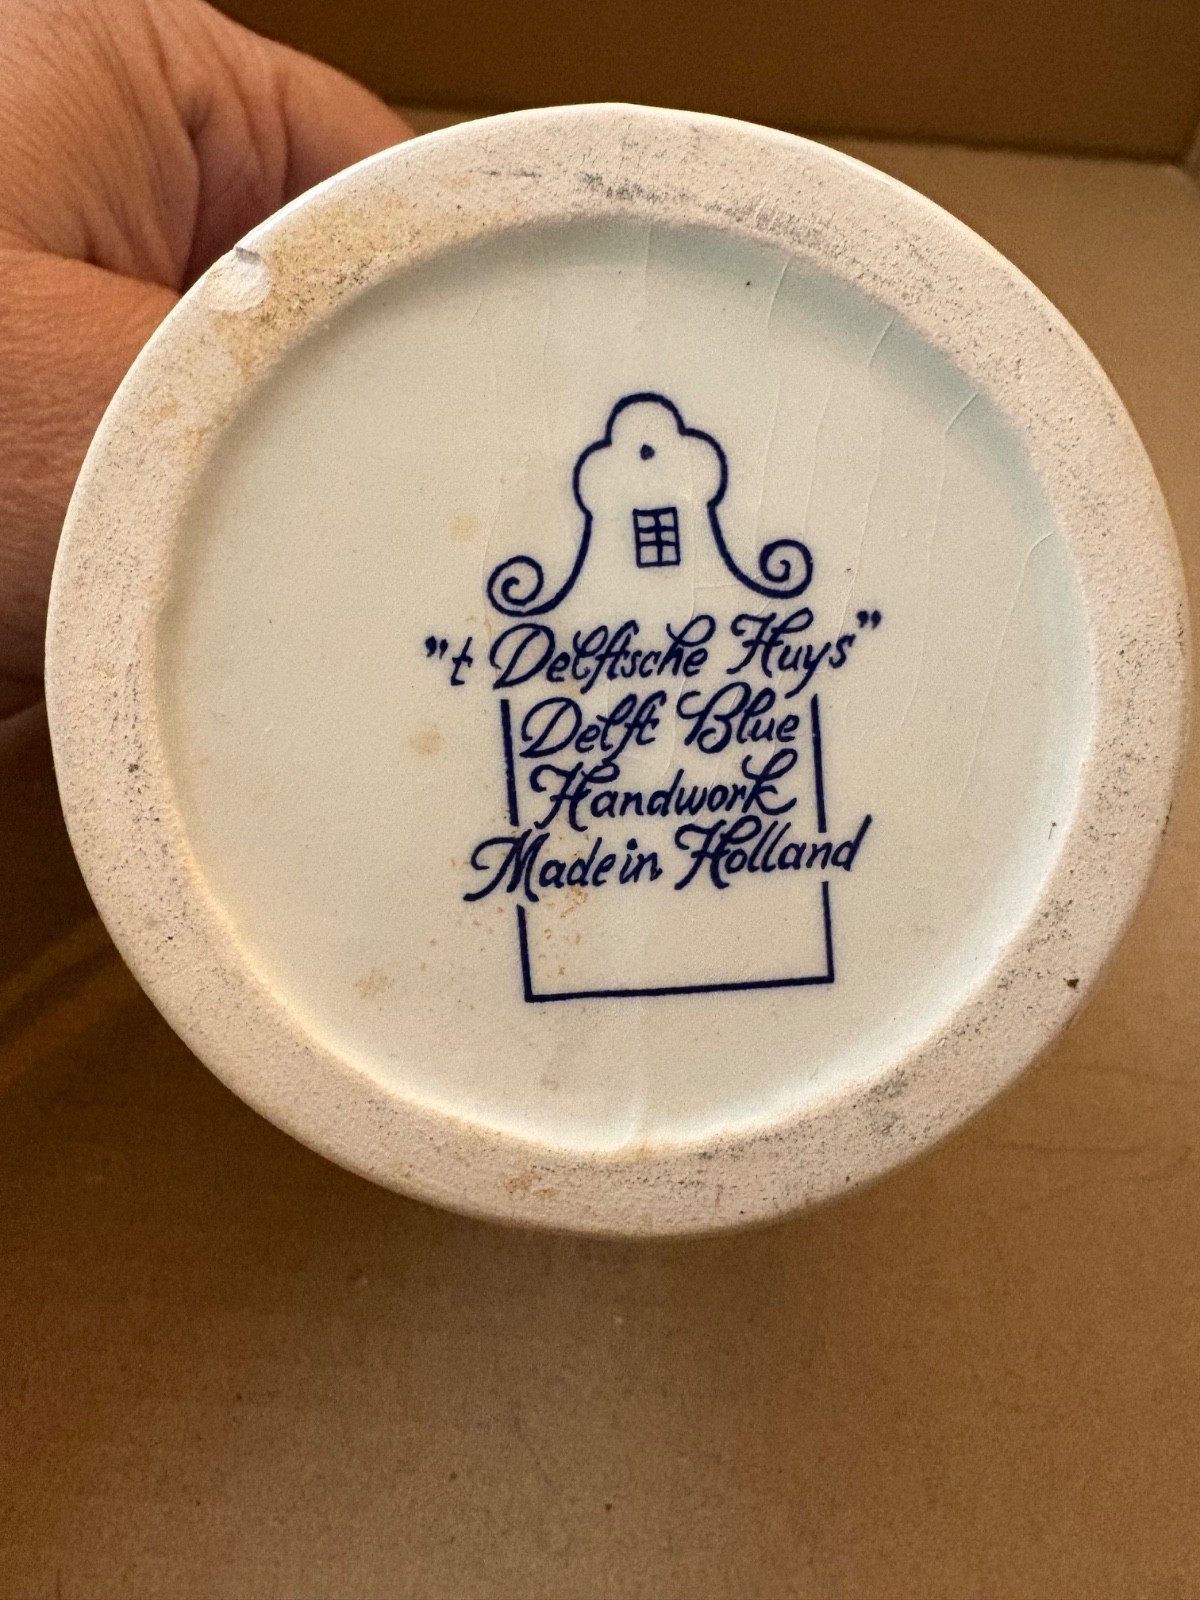 "t Delftsche Huys"
Delft Blue
Handwork
Made in Holland